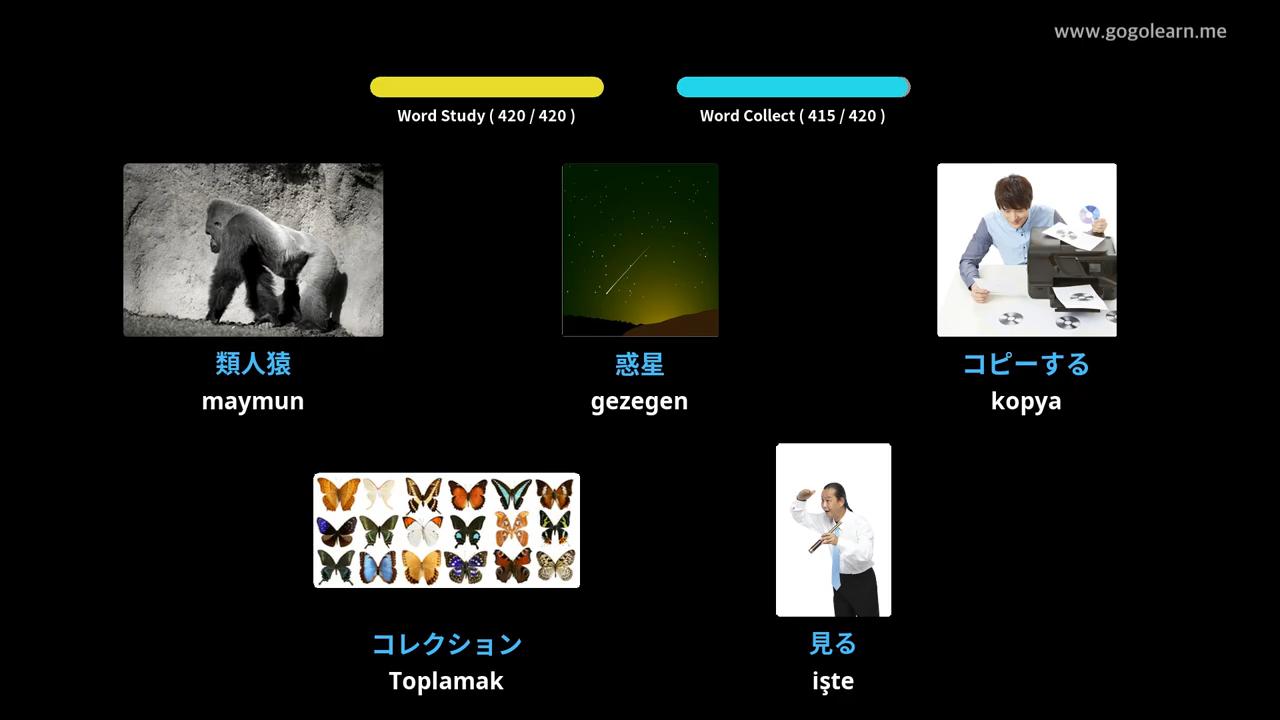 www.gogolearn.me
Word Study ( 420 / 420 )
Word Collect ( 415 / 420 )
類人猿
maymun
惑星
gezegen
コピーする
kopya
コレクション
Toplamak
見る
işte